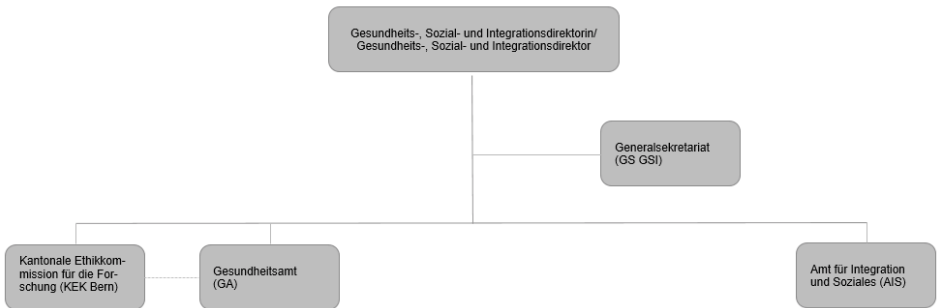 Gesundheits-, Sozial- und Integrationsdirektorin/
Gesundheits-, Sozial- und Integrationsdirektor
Generalsekretariat
(GS GSI)
Kantonale Ethikkom-
mission für die For-
schung (KEK Bern)
Gesundheitsamt
(GA)
Amt für Integration
und Soziales (AIS)